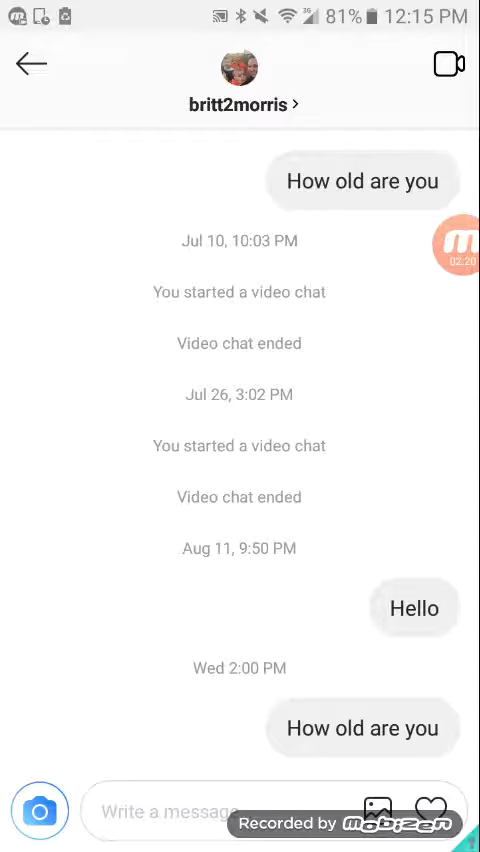 3G 81% 12:15 PM
britt2morris >
How old are you
Jul 10, 10:03 PM
02:20
You started a video chat
Video chat ended
Jul 26, 3:02 PM
You started a video chat
Video chat ended
Aug 11, 9:50 PM
Hello
Wed 2:00 PM
How old are you
Write a message
Recorded by mobizen